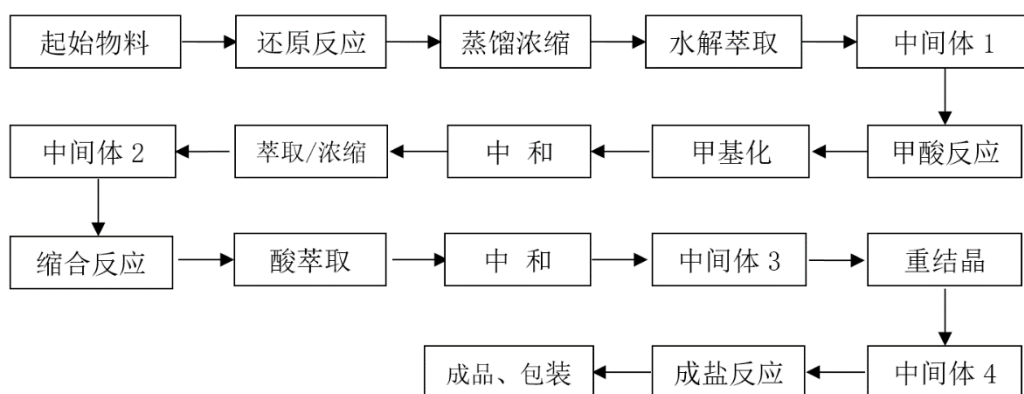 起始物料
还原反应
蒸馏浓缩
水解萃取
中间体 1
甲酸反应
甲基化
中 和
萃取/浓缩
中间体 2
缩合反应
酸萃取
中 和
中间体 3
重结晶
中间体 4
成盐反应
成品、包装